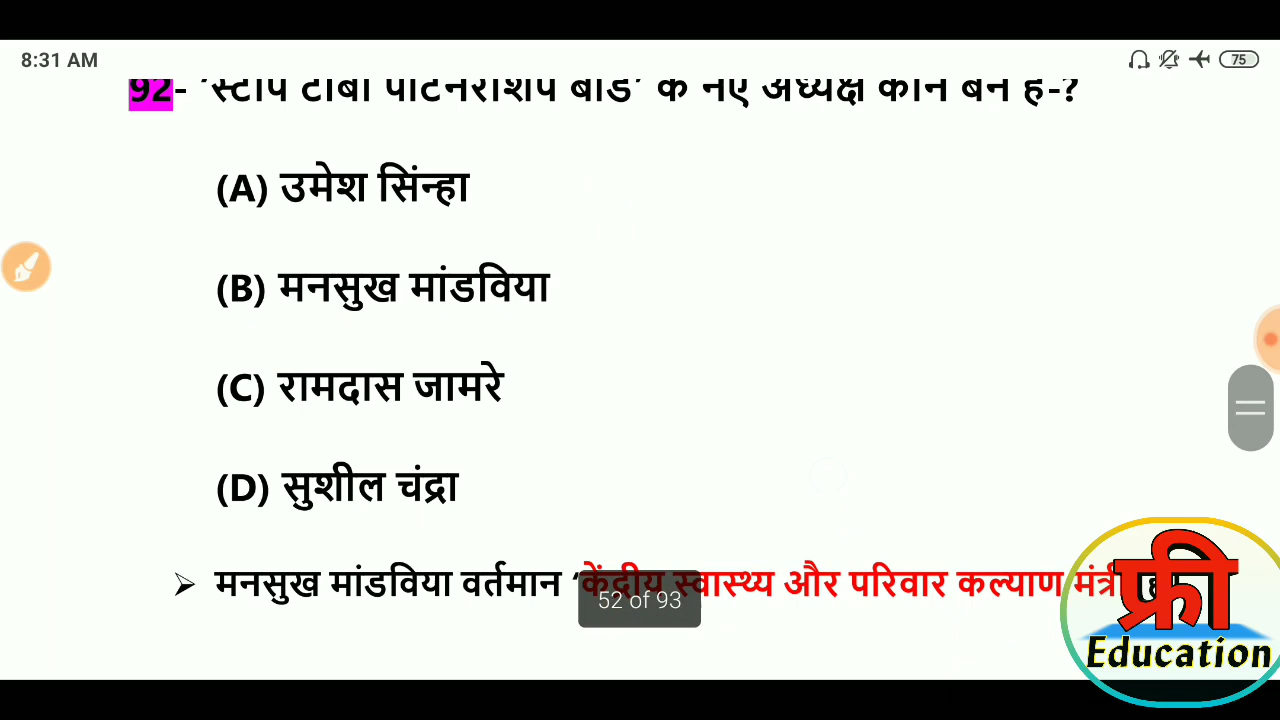 8:31 AM
75
92- ‘स्टॉप टीबी पार्टनरशिप बोर्ड’ के नए अध्यक्ष कौन बने हैं-?
(A) उमेश सिंन्हा
(B) मनसुख मांडविया
(C) रामदास जामरे
(D) सुशील चंद्रा
➢ मनसुख मांडविया वर्तमान ‘केंद्रीय स्वास्थ्य और परिवार कल्याण मंत्री
52 of 93
फ्री
Education